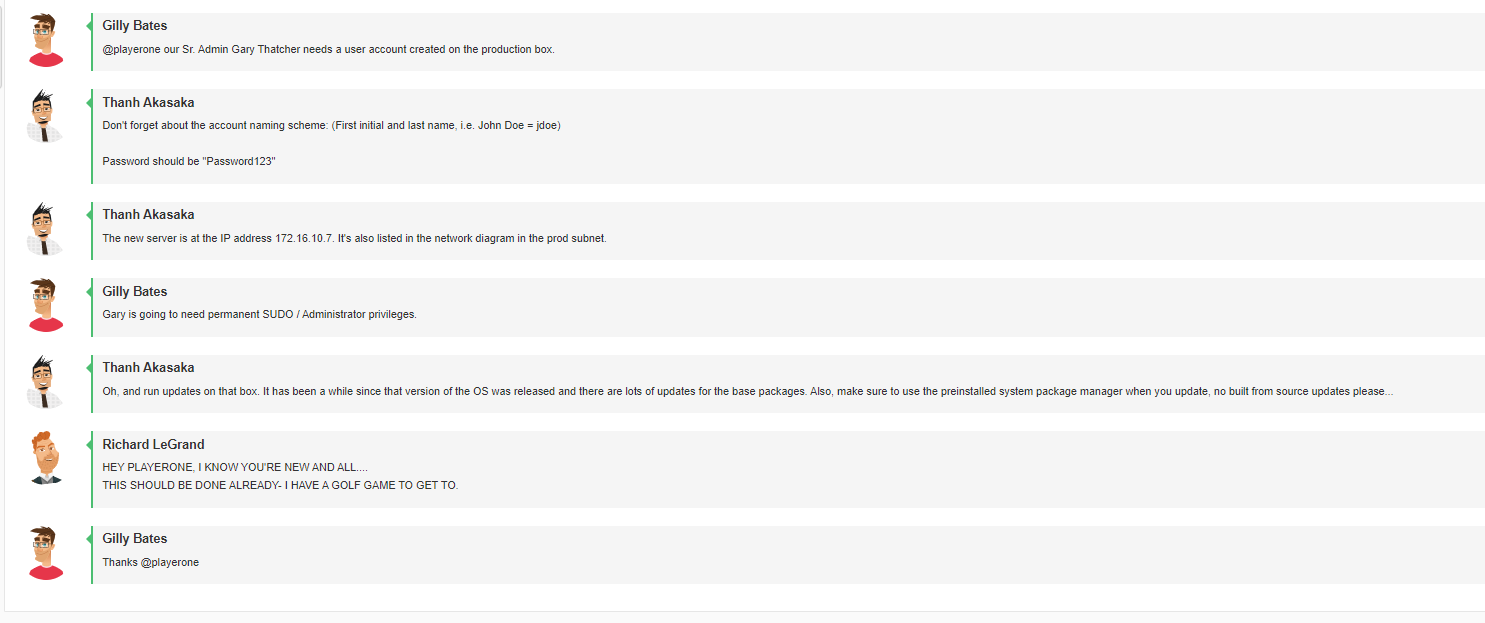 Gilly Bates
@playerone our Sr. Admin Gary Thatcher needs a user account created on the production box.
Thanh Akasaka
Don't forget about the account naming scheme: (First initial and last name, i.e. John Doe = jdoe)
Password should be "Password123"
Thanh Akasaka
The new server is at the IP address 172.16.10.7. It's also listed in the network diagram in the prod subnet.
Gilly Bates
Gary is going to need permanent SUDO / Administrator privileges.
Thanh Akasaka
Oh, and run updates on that box. It has been a while since that version of the OS was released and there are lots of updates for the base packages. Also, make sure to use the preinstalled system package manager when you update, no built from source updates please...
Richard LeGrand
HEY PLAYERONE, I KNOW YOU'RE NEW AND ALL....
THIS SHOULD BE DONE ALREADY- I HAVE A GOLF GAME TO GET TO.
Gilly Bates
Thanks @playerone